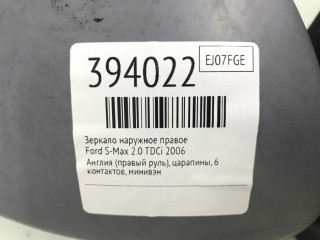 394022
EJ07FGE
Зеркало наружное правое
Ford S-Max 2.0 TDCi 2006
Англия (правый руль), царапины, 6
контактов, минивэн